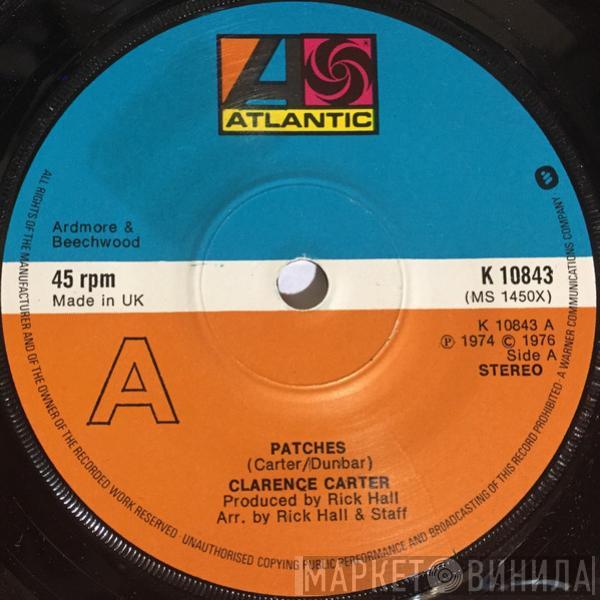 ATLANTIC
Ardmore &
Beechwood
45 rpm
Made in UK
K 10843
(MS 1450X)
K 10843 A
Ⓟ 1974 © 1976
Side A
STEREO
A
PATCHES
(Carter/Dunbar)
CLARENCE CARTER
Produced by Rick Hall
Arr. by Rick Hall & Staff
ALL RIGHTS OF THE MANUFACTURER AND OF THE OWNER OF THE RECORDED WORK RESERVED · UNAUTHORISED COPYING PUBLIC PERFORMANCE AND BROADCASTING OF THIS RECORD PROHIBITED · A WARNER COMMUNICATIONS COMPANY
МАРКЕТ ВИНИЛА